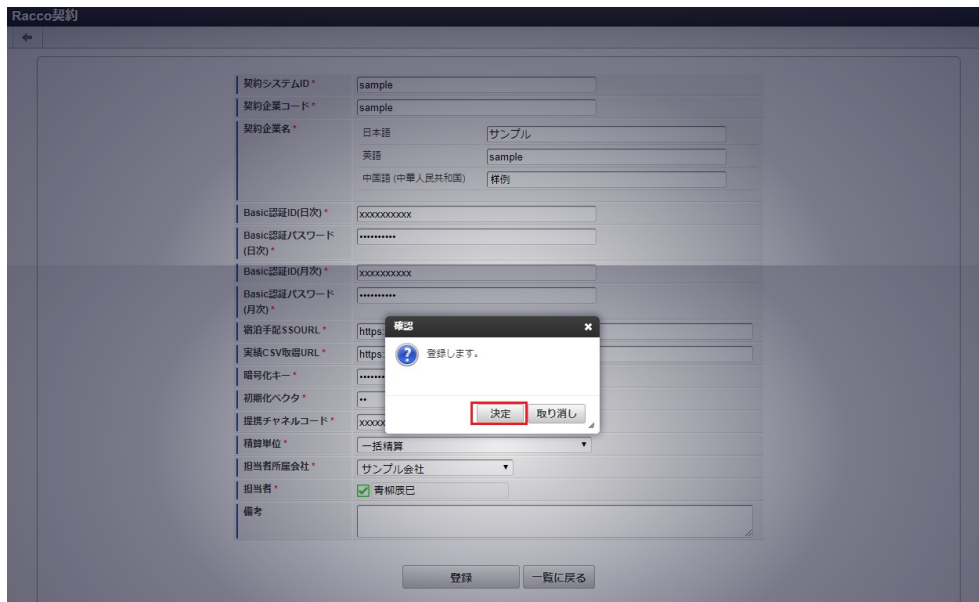 Racco契約
契約システムID* sample
契約企業コード* sample
契約企業名* 日本語 サンプル
英語 sample
中国語 (中華人民共和国) 样例
Basic認証ID(日次)* xxxxxxxxxx
Basic認証パスワード
(日次)* ••••••••••
Basic認証ID(月次)* xxxxxxxxxx
Basic認証パスワード
(月次)* ••••••••••
宿泊手配SSOURL* https:
確認
実績CSV取得URL* https:
登録します。
暗号化キー*
初期化ベクタ* ••
決定 取り消し
提携チャネルコード* xxxxx
精算単位* 一括精算
担当者所属会社* サンプル会社
担当者* 青柳辰巳
備考
登録 一覧に戻る